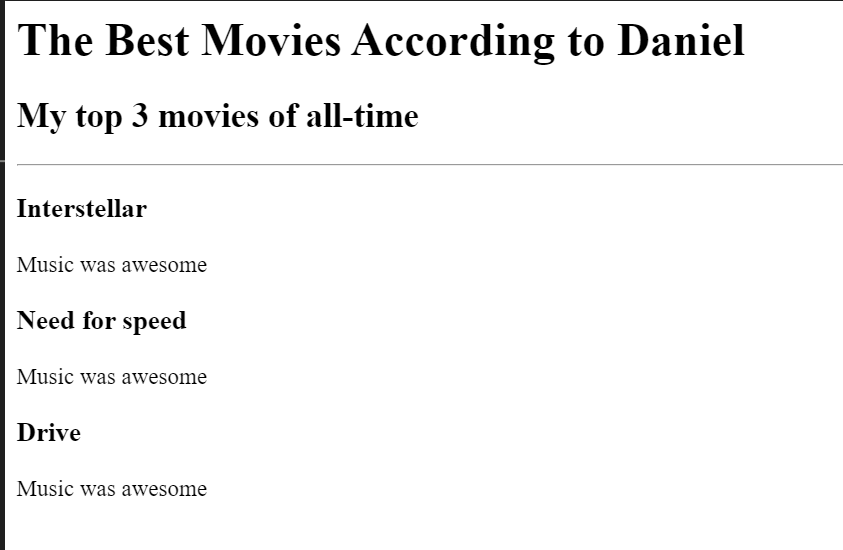 The Best Movies According to Daniel
My top 3 movies of all-time
Interstellar
Music was awesome
Need for speed
Music was awesome
Drive
Music was awesome